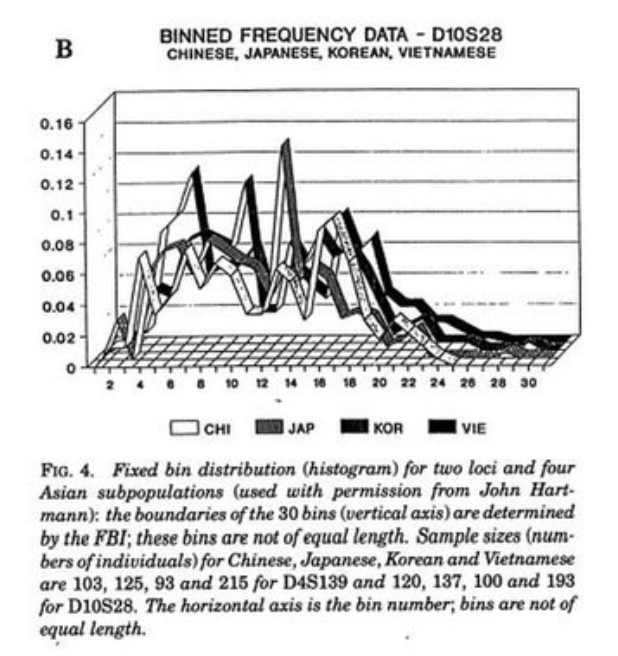 B
BINNED FREQUENCY DATA - D10S28
CHINESE, JAPANESE, KOREAN, VIETNAMESE
0.16
0.14
0.12
0.1
0.08
0.06
0.04
0.02
0
2 4 6 8 10 12 14 16 18 20 22 24 26 28 30
CHI JAP KOR VIE
FIG. 4. Fixed bin distribution (histogram) for two loci and four
Asian subpopulations (used with permission from John Hart-
mann): the boundaries of the 30 bins (vertical axis) are determined
by the FBI; these bins are not of equal length. Sample sizes (num-
bers of individuals) for Chinese, Japanese, Korean and Vietnamese
are 103, 125, 93 and 215 for D4S139 and 120, 137, 100 and 193
for D10S28. The horizontal axis is the bin number; bins are not of
equal length.